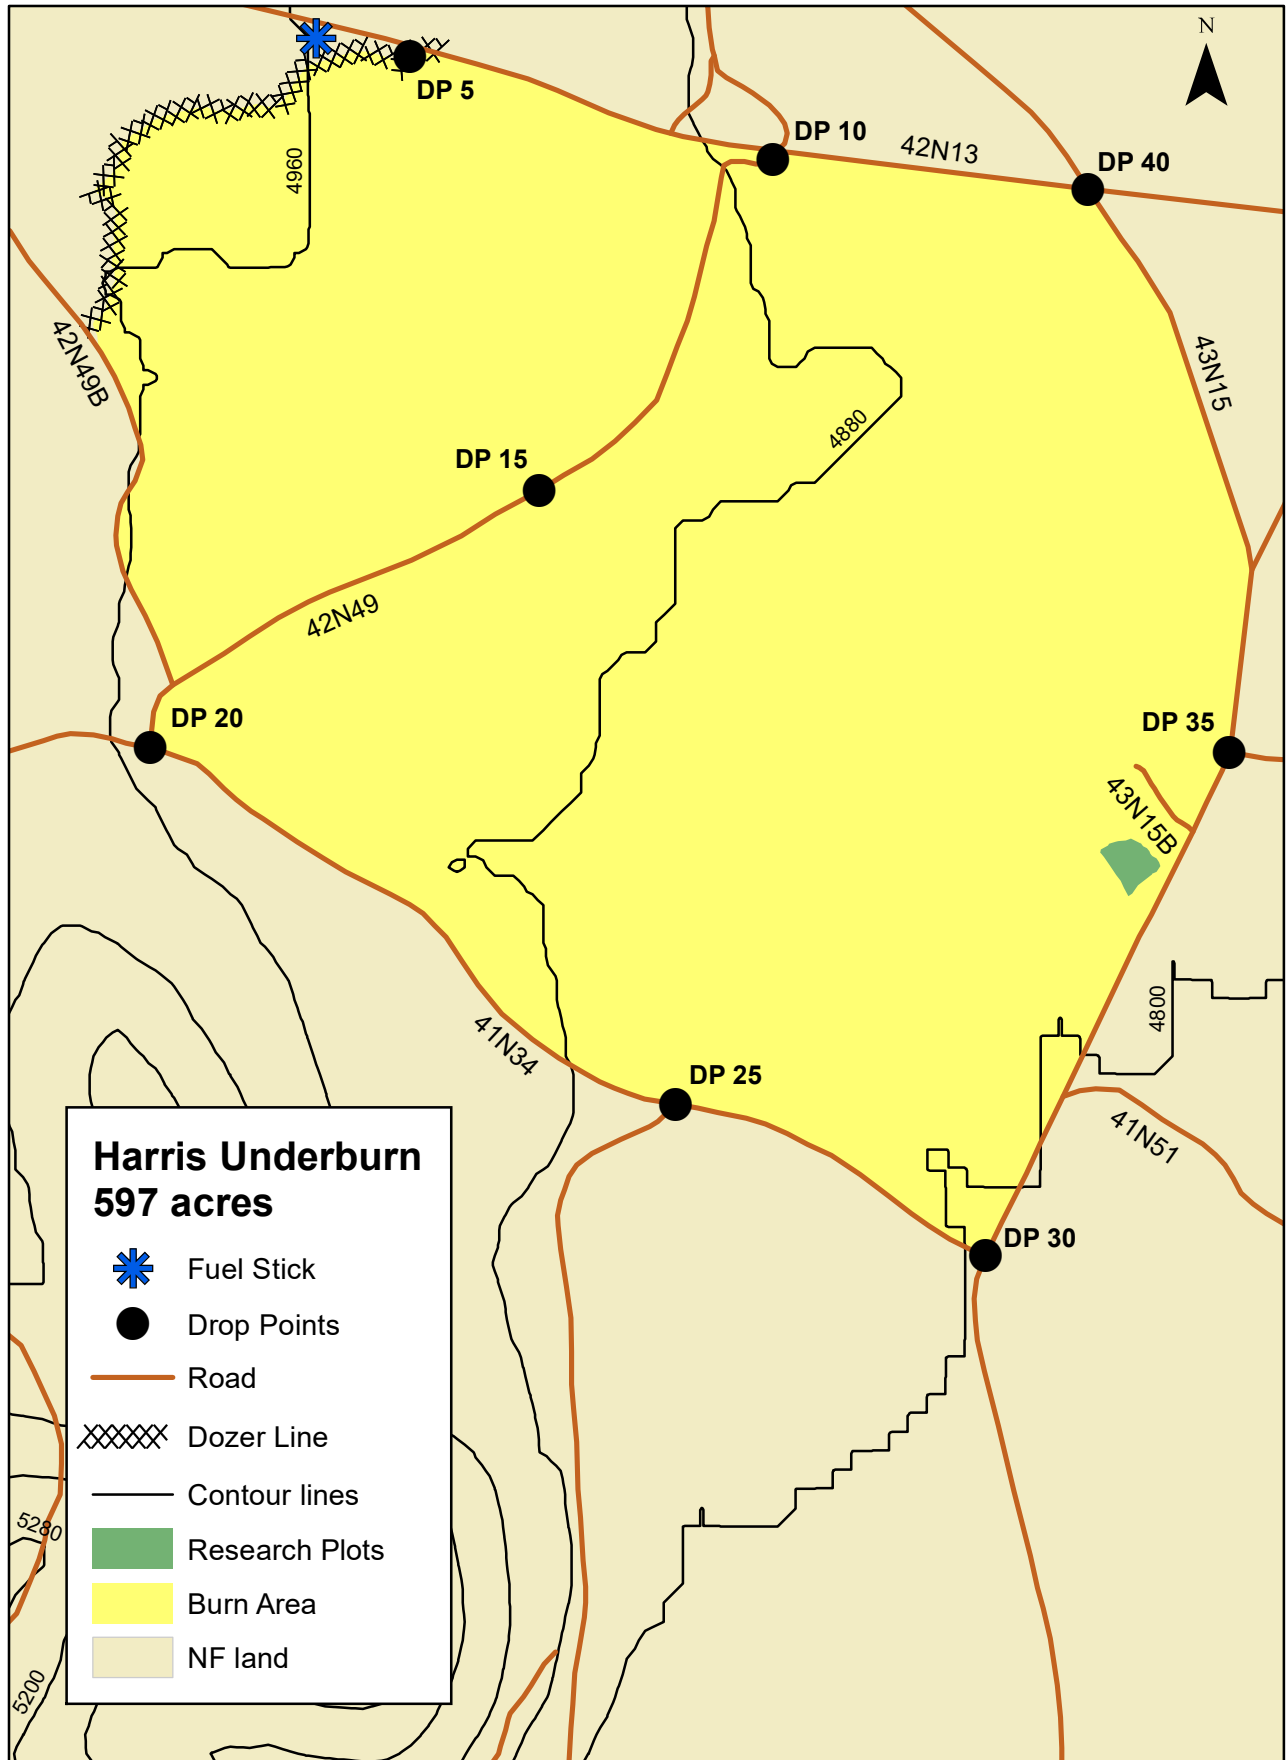 N
DP 5
DP 10
42N13
DP 40
4960
42N49B
43N15
4880
DP 15
42N49
DP 20
DP 35
43N15B
4800
41N34
DP 25
41N51
DP 30
Harris Underburn
597 acres
Fuel Stick
Drop Points
Road
Dozer Line
Contour lines
Research Plots
Burn Area
NF land
5280
5200